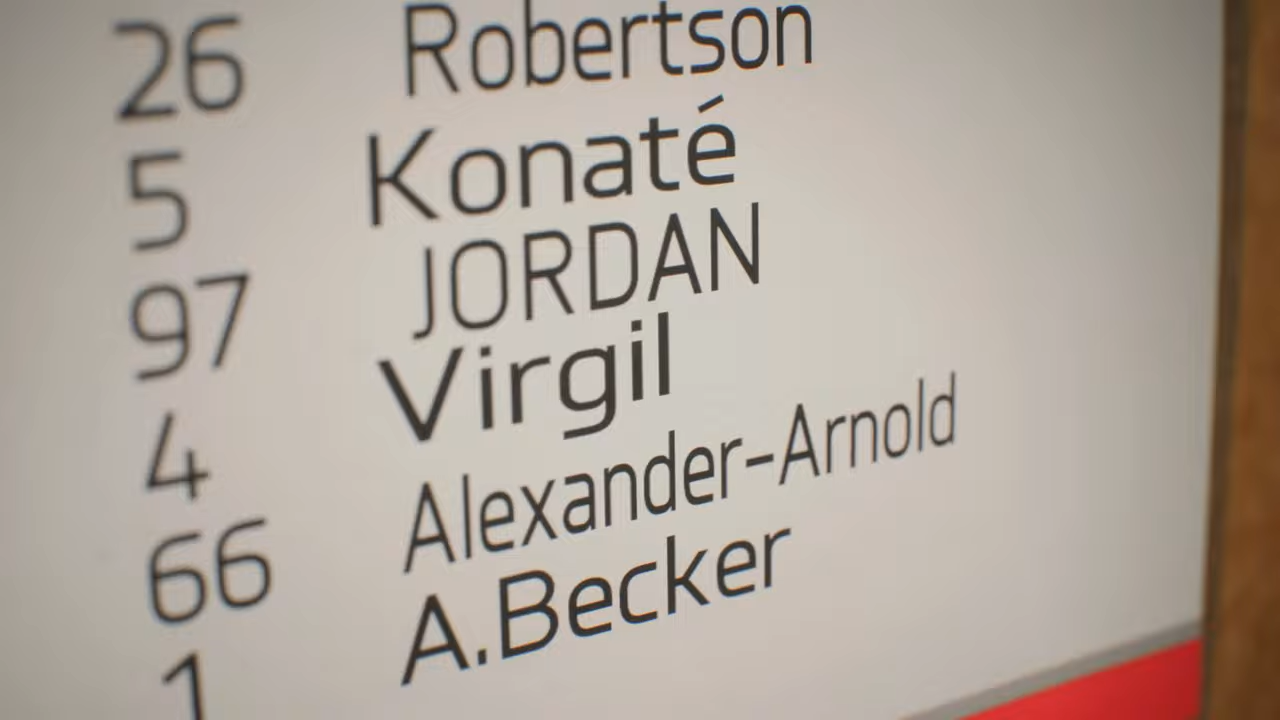 26 Robertson
5 Konaté
97 JORDAN
4 Virgil
66 Alexander-Arnold
1 A.Becker